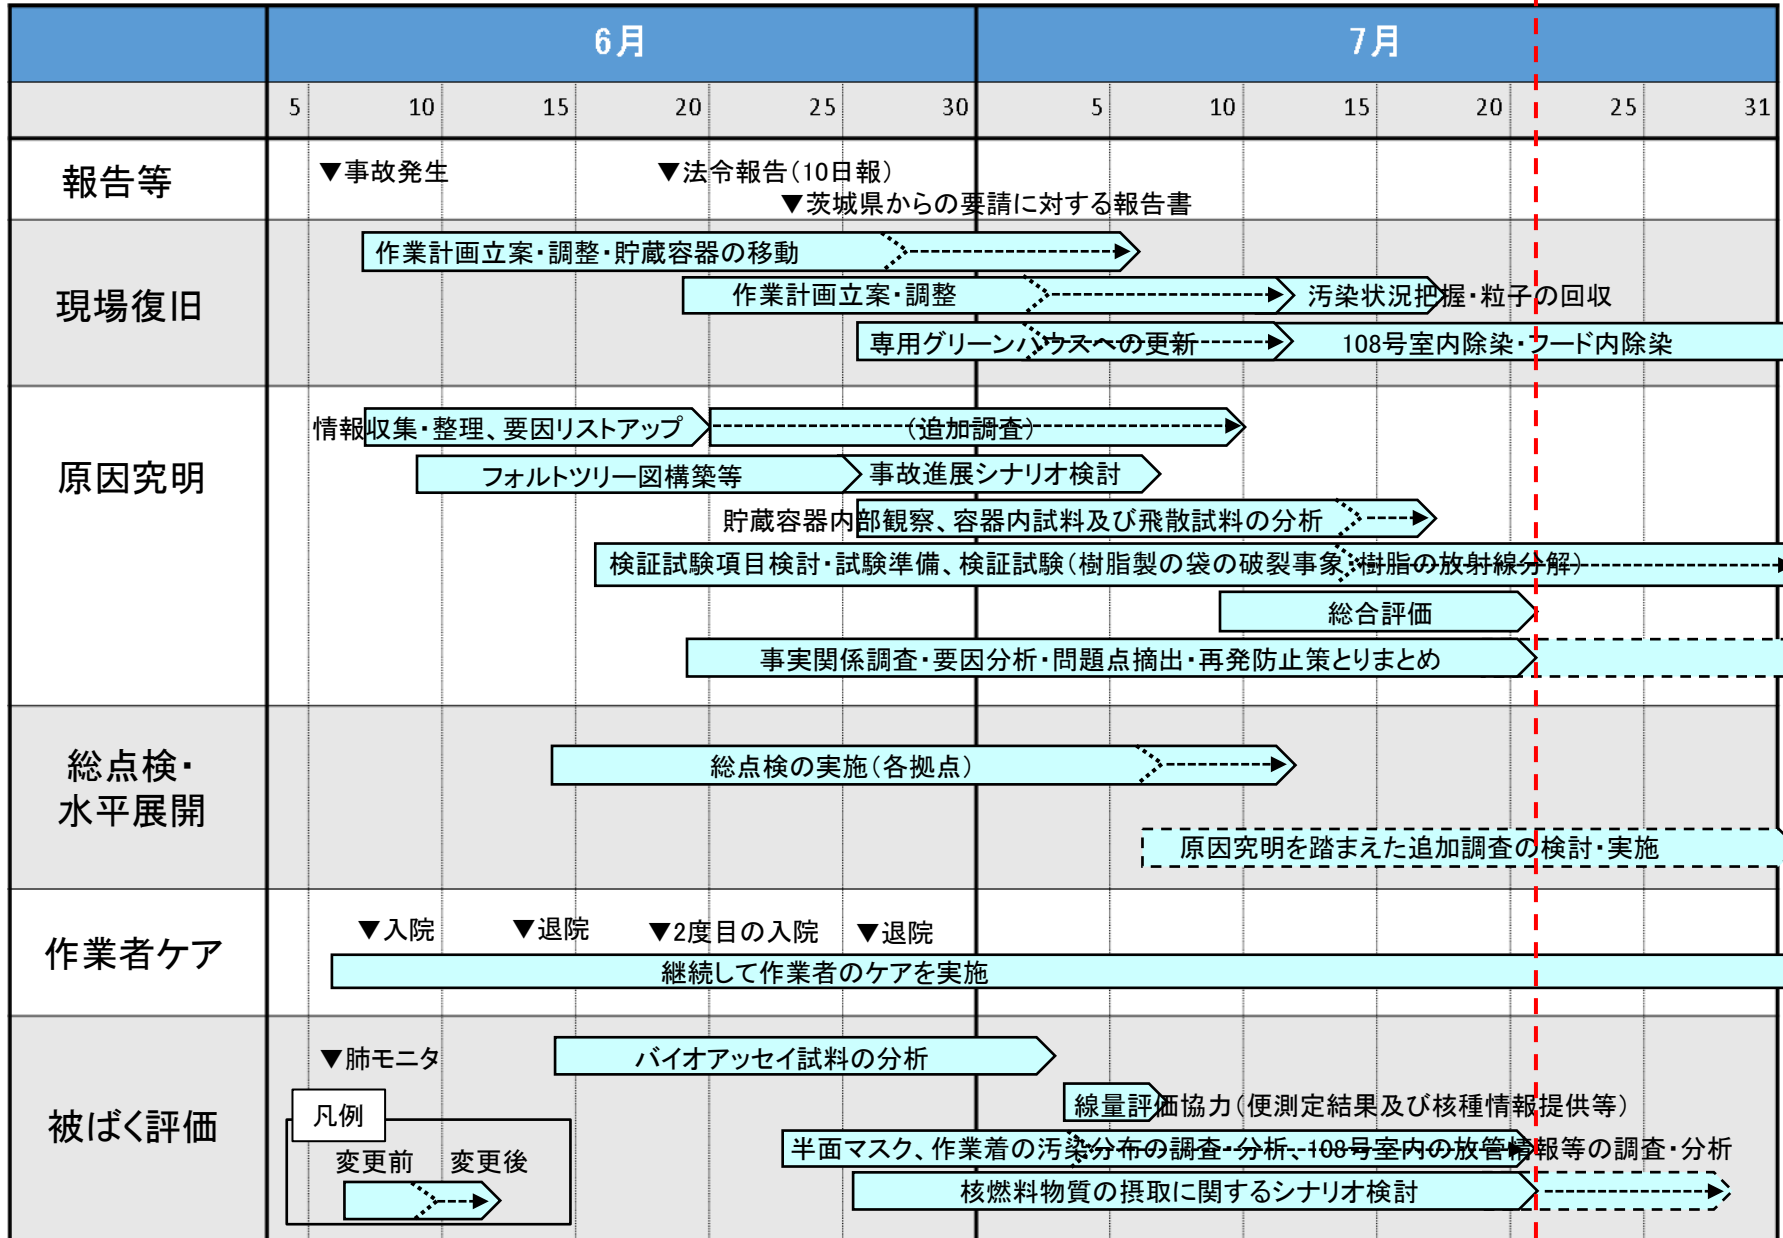 6月
7月
5 10 15 20 25 30 5 10 15 20 25 31
報告等
▼事故発生
▼法令報告(10日報)
▼茨城県からの要請に対する報告書
現場復旧
作業計画立案・調整・貯蔵容器の移動
作業計画立案・調整
汚染状況把握・粒子の回収
専用グリーンハウスへの更新
108号室内除染・フード内除染
原因究明
情報収集・整理、要因リストアップ
(追加調査)
フォルトツリー図構築等
事故進展シナリオ検討
貯蔵容器内部観察、容器内試料及び飛散試料の分析
検証試験項目検討・試験準備、検証試験(樹脂製の袋の破裂事象・樹脂の放射線分解)
総合評価
事実関係調査・要因分析・問題点摘出・再発防止策とりまとめ
総点検・
水平展開
総点検の実施(各拠点)
原因究明を踏まえた追加調査の検討・実施
作業者ケア
▼入院
▼退院
▼2度目の入院
▼退院
継続して作業者のケアを実施
被ばく評価
▼肺モニタ
バイオアッセイ試料の分析
線量評価協力(便測定結果及び核種情報提供等)
半面マスク、作業着の汚染分布の調査・分析、108号室内の放管情報等の調査・分析
核燃料物質の摂取に関するシナリオ検討
凡例
変更前
変更後